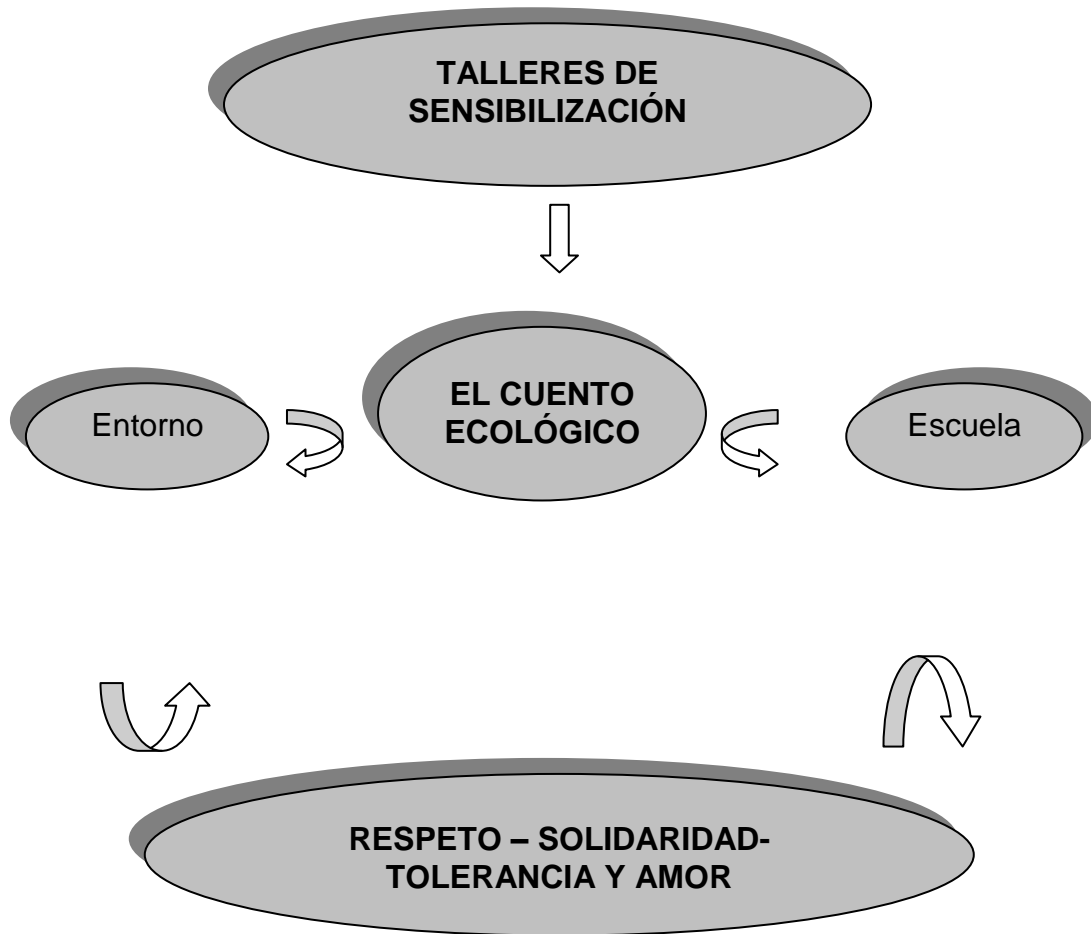 TALLERES DE
SENSIBILIZACIÓN
Entorno
EL CUENTO
ECOLÓGICO
Escuela
RESPETO – SOLIDARIDAD-
TOLERANCIA Y AMOR